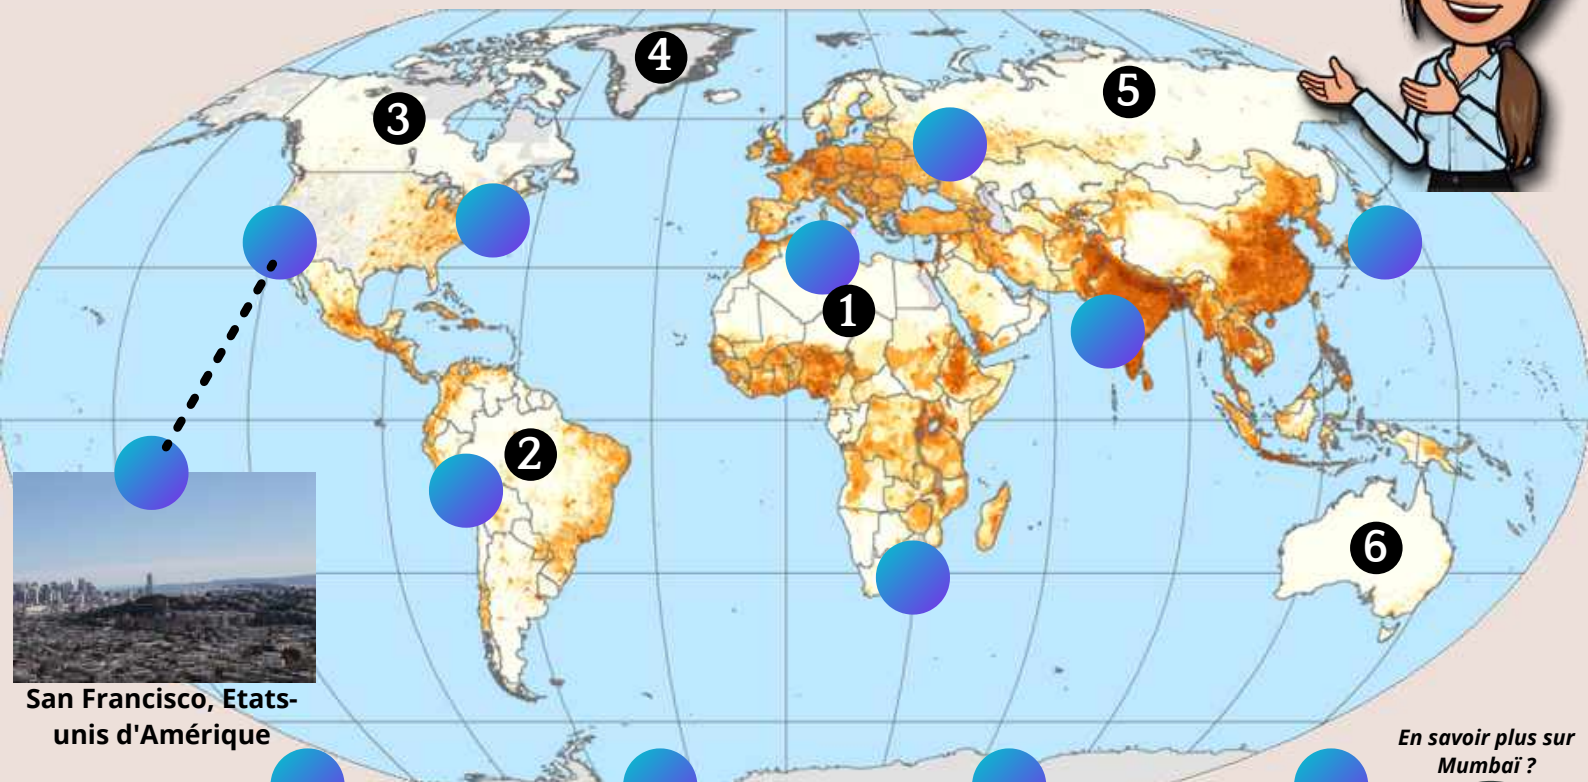 4
5
3
1
2
6
San Francisco, Etats-
unis d'Amérique
En savoir plus sur
Mumbaï ?